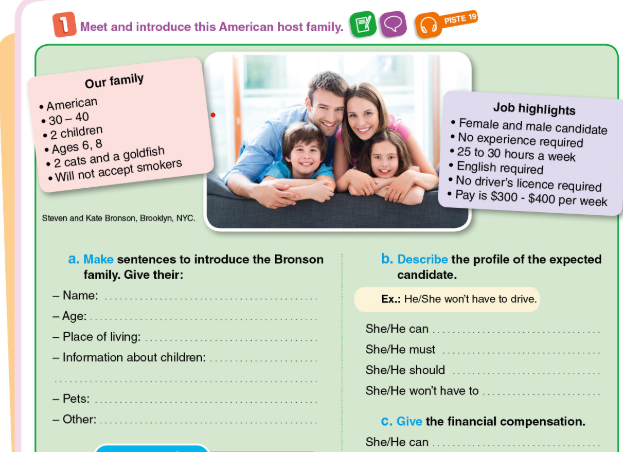 1 Meet and introduce this American host family. PISTE 19
Our family
• American
• 30 – 40
• 2 children
• Ages 6, 8
• 2 cats and a goldfish
• Will not accept smokers
Job highlights
• Female and male candidate
• No experience required
• 25 to 30 hours a week
• English required
• No driver's licence required
• Pay is $300 - $400 per week
Steven and Kate Bronson, Brooklyn, NYC.
a. Make sentences to introduce the Bronson
family. Give their:
– Name: ................................................
– Age: ................................................
– Place of living: ................................................
– Information about children: ................................
................................................
– Pets: ................................................
– Other: ................................................
b. Describe the profile of the expected
candidate.
Ex.: He/She won't have to drive.
She/He can ................................................
She/He must ................................................
She/He should ................................................
She/He won't have to ................................
c. Give the financial compensation.
She/He can ................................................